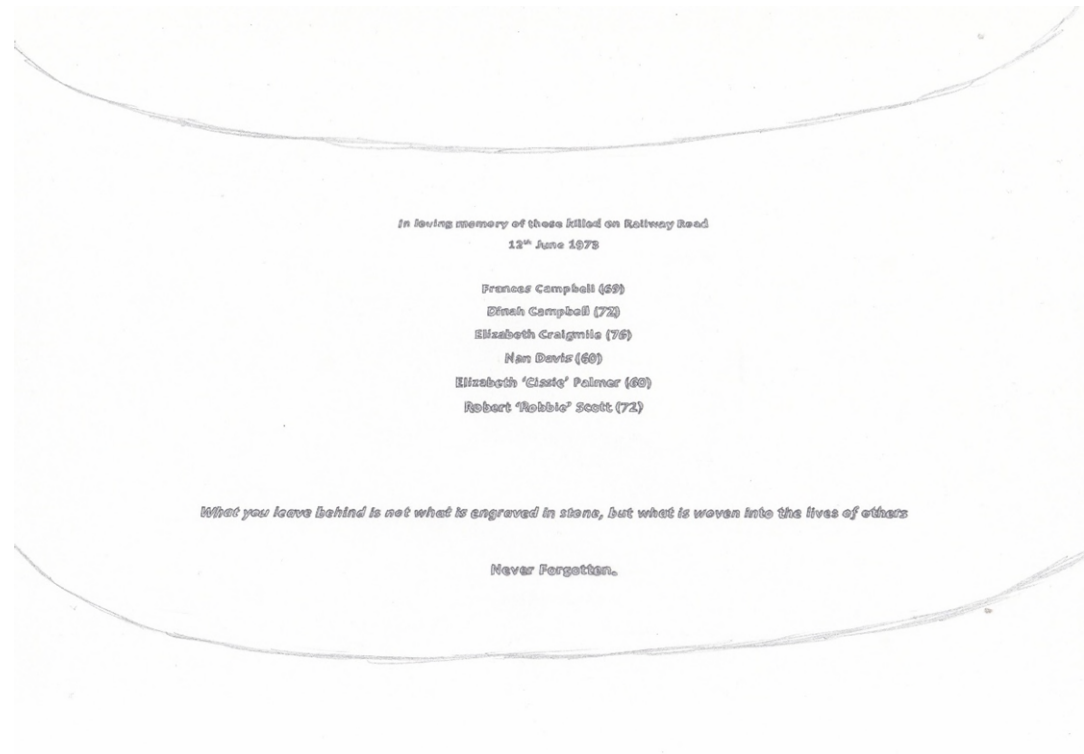 In loving memory of those killed on Railway Road
12th June 1973
Frances Campbell (69)
Dinah Campbell (72)
Elizabeth Craigmile (76)
Nan Davis (60)
Elizabeth ‘Cissie’ Palmer (60)
Robert ‘Robbie’ Scott (72)
What you leave behind is not what is engraved in stone, but what is woven into the lives of others
Never Forgotten.